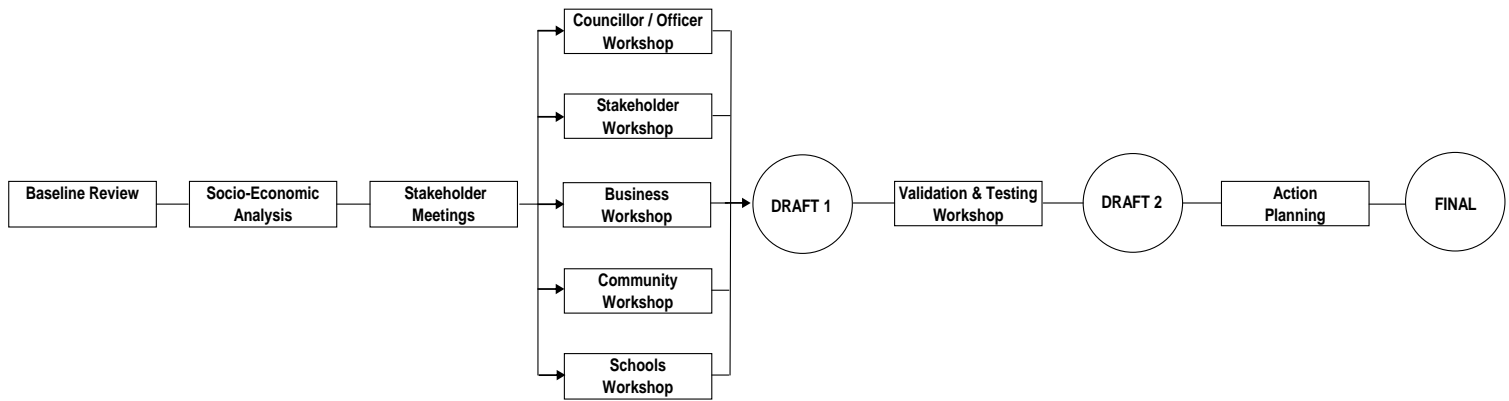 Baseline Review
Socio-Economic
Analysis
Stakeholder
Meetings
Councillor / Officer
Workshop
Stakeholder
Workshop
Business
Workshop
Community
Workshop
Schools
Workshop
DRAFT 1
Validation & Testing
Workshop
DRAFT 2
Action
Planning
FINAL